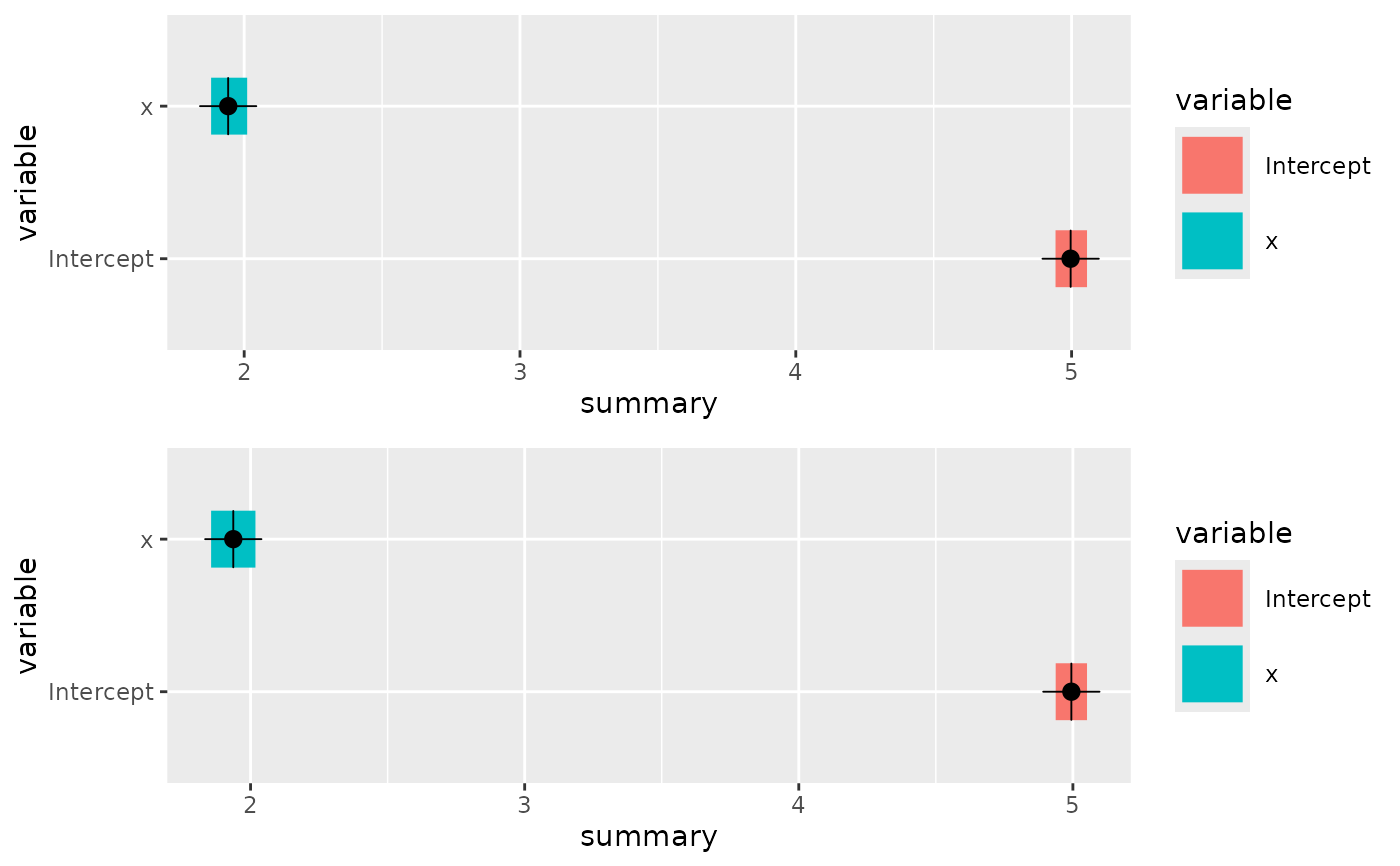 variable
x
Intercept
2 3 4 5
summary
variable
Intercept
x
variable
x
Intercept
2 3 4 5
summary
variable
Intercept
x